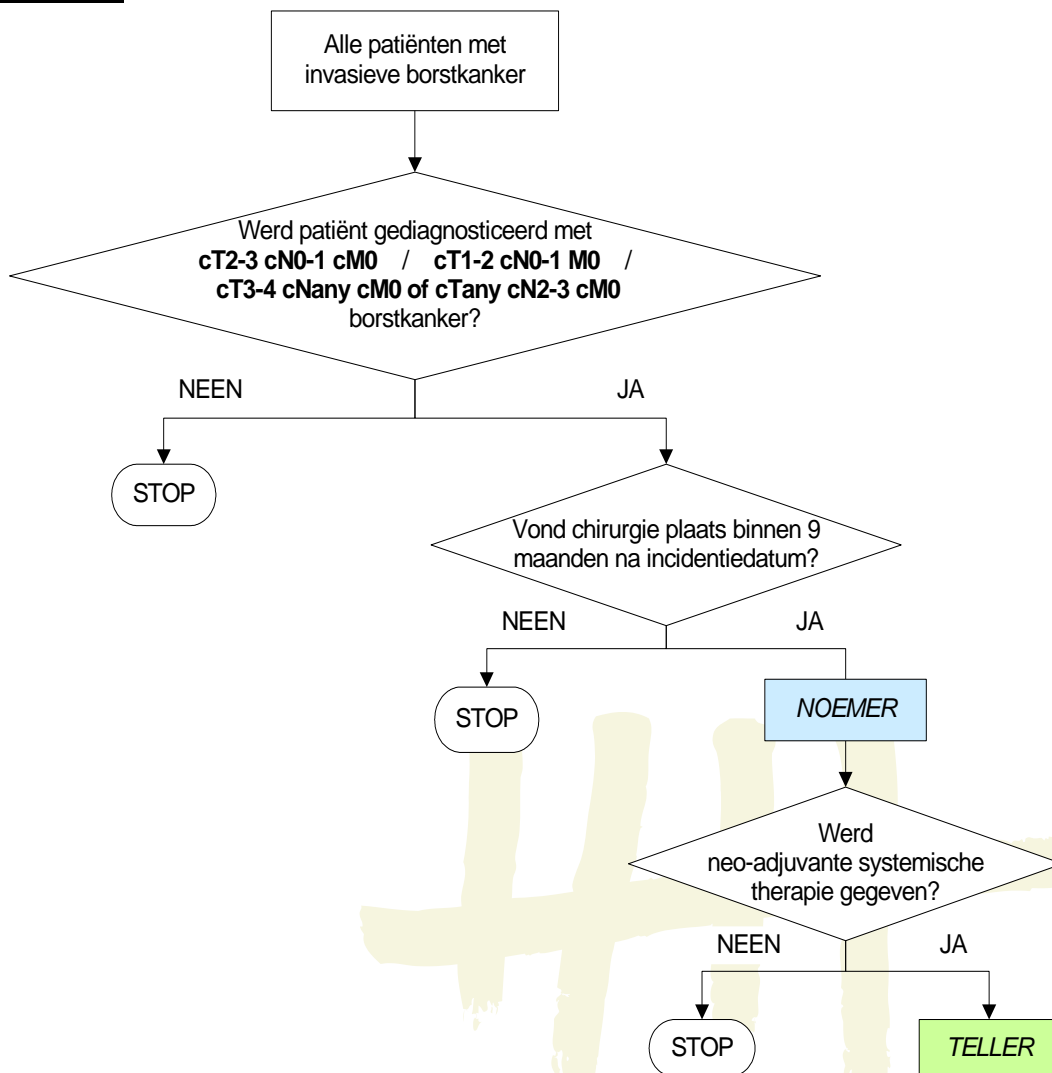 Alle patiënten met
invasieve borstkanker
Werd patiënt gediagnosticeerd met
cT2-3 cN0-1 cM0 / cT1-2 cN0-1 M0 /
cT3-4 cNany cM0 of cTany cN2-3 cM0
borstkanker?
NEEN JA
STOP
Vond chirurgie plaats binnen 9
maanden na incidentiedatum?
NEEN JA
STOP
NOEMER
Werd
neo-adjuvante systemische
therapie gegeven?
NEEN JA
STOP
TELLER